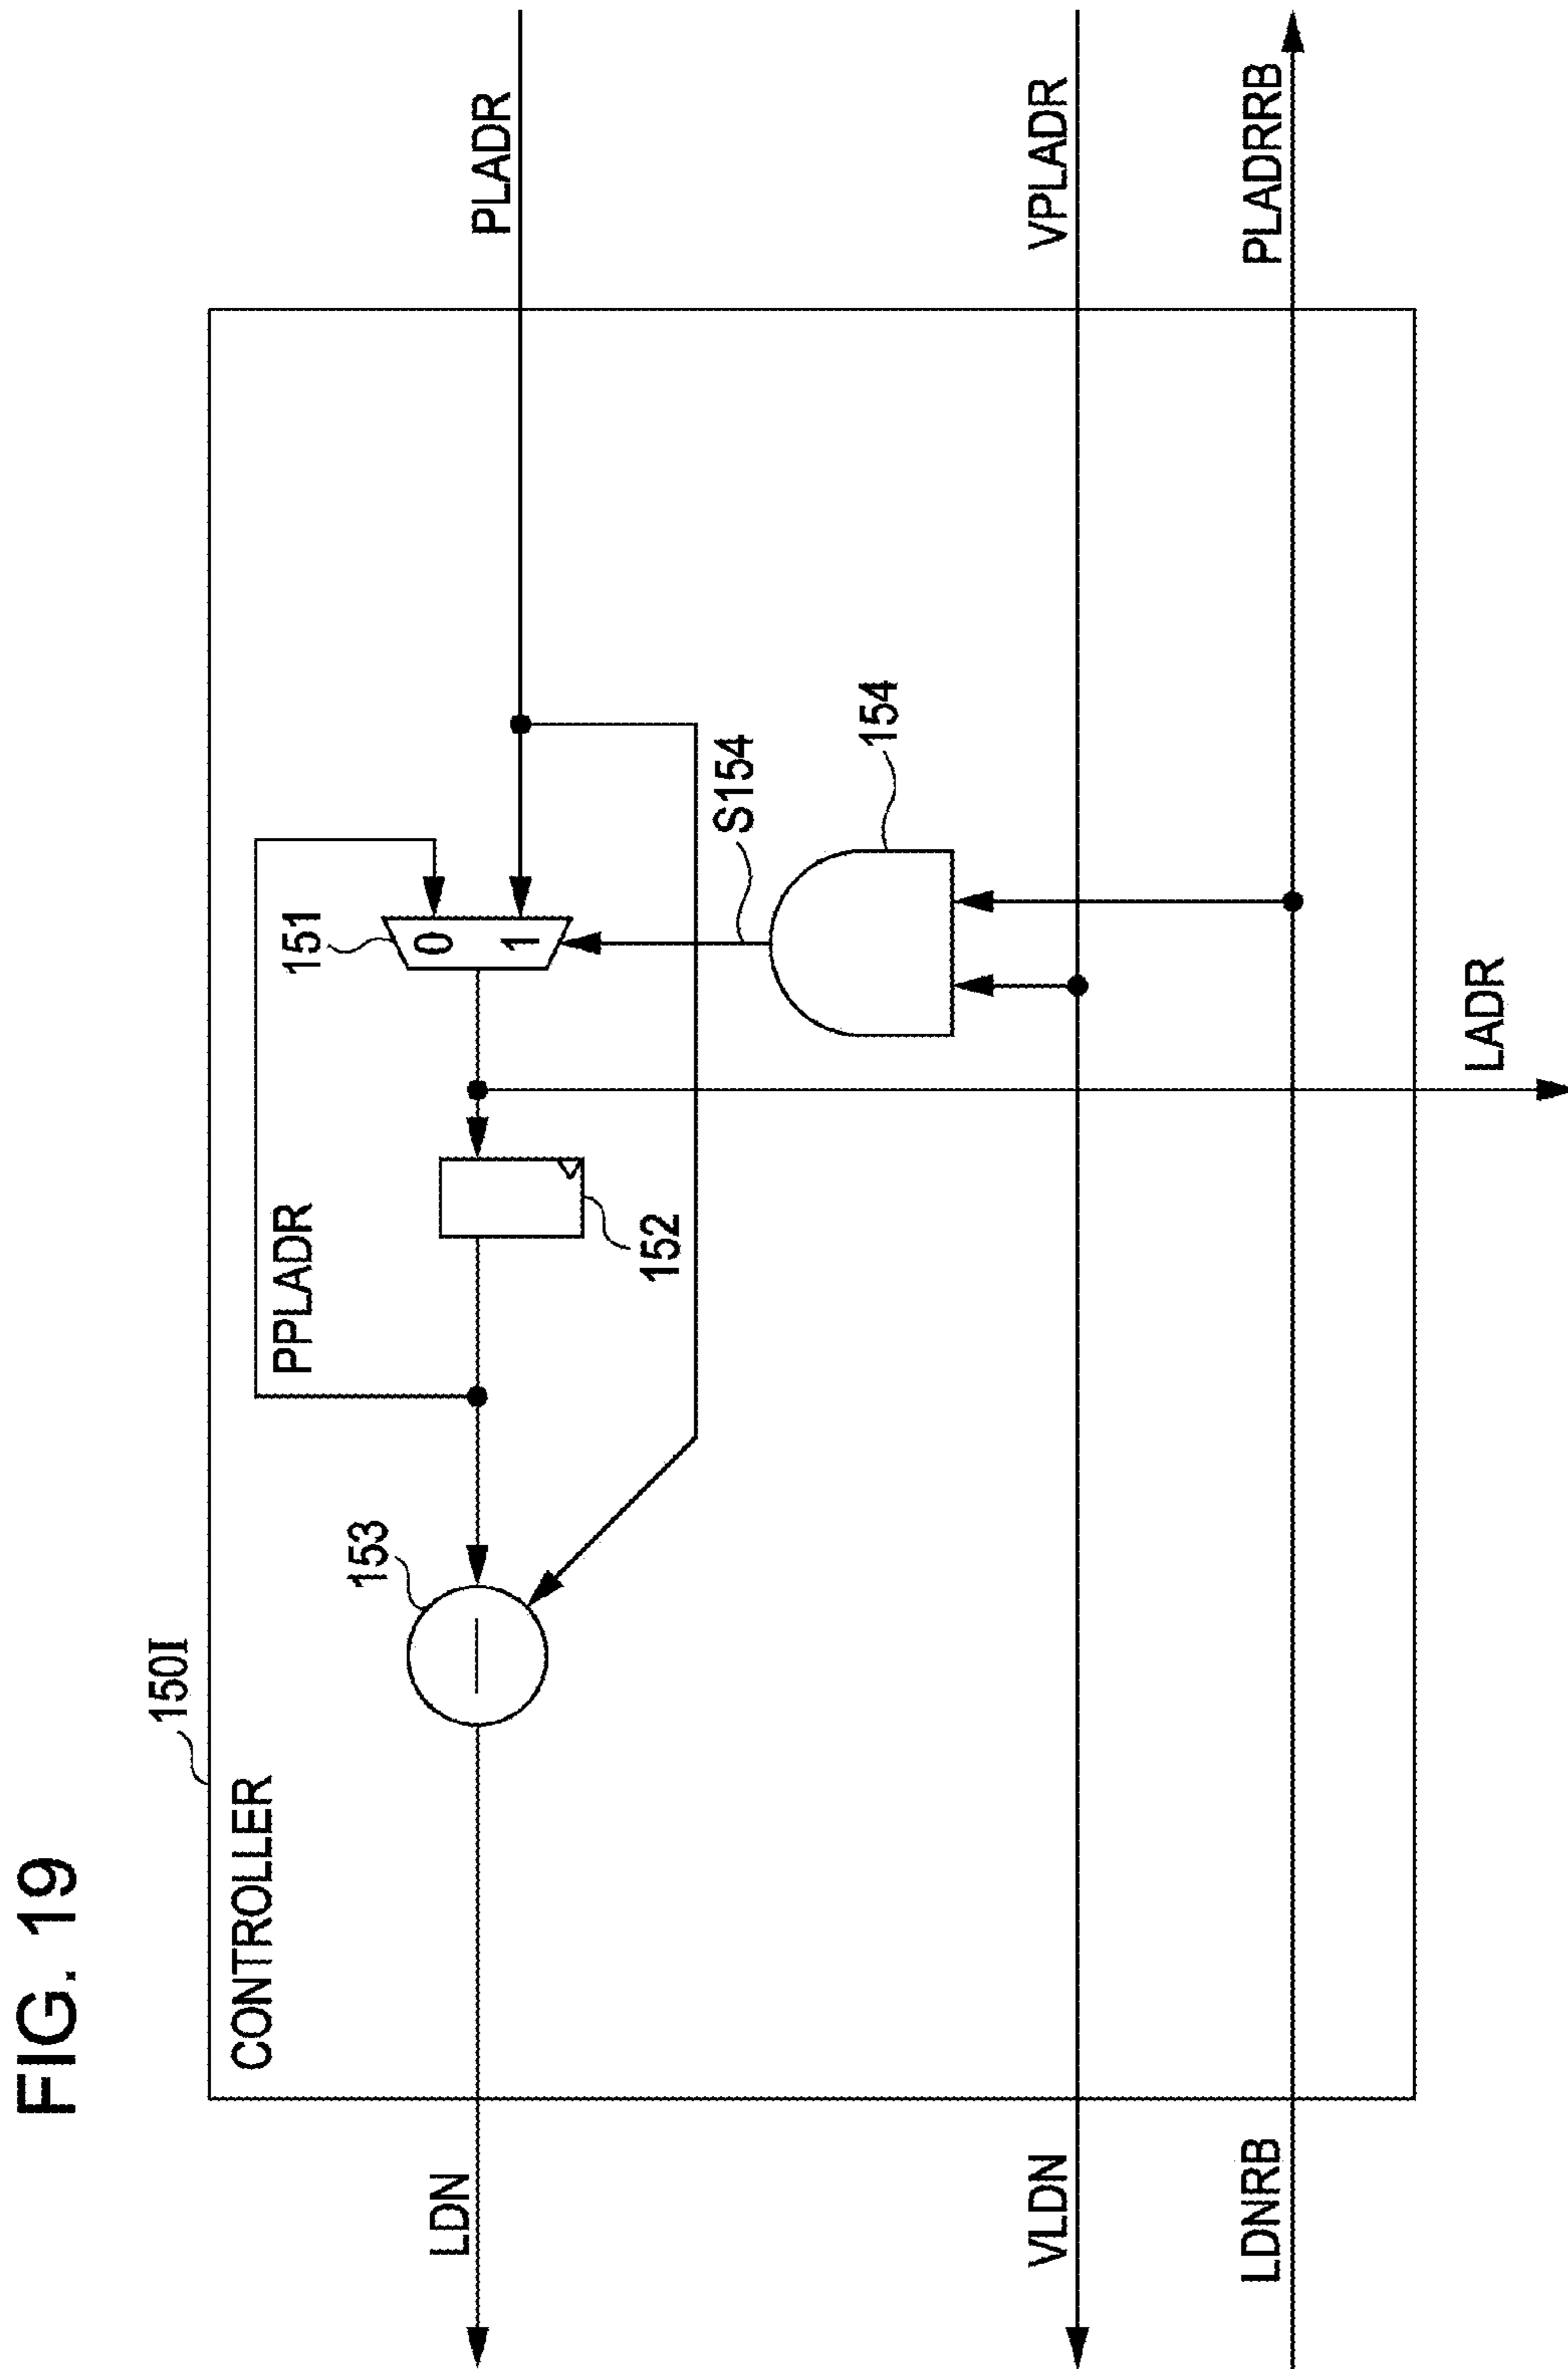 FIG. 19
150I
CONTROLLER
LDN
153
PPLADR
152
151
0
1
PLADR
S154
154
VLDN
VPLADR
LDNRB
PLADRRB
LADR